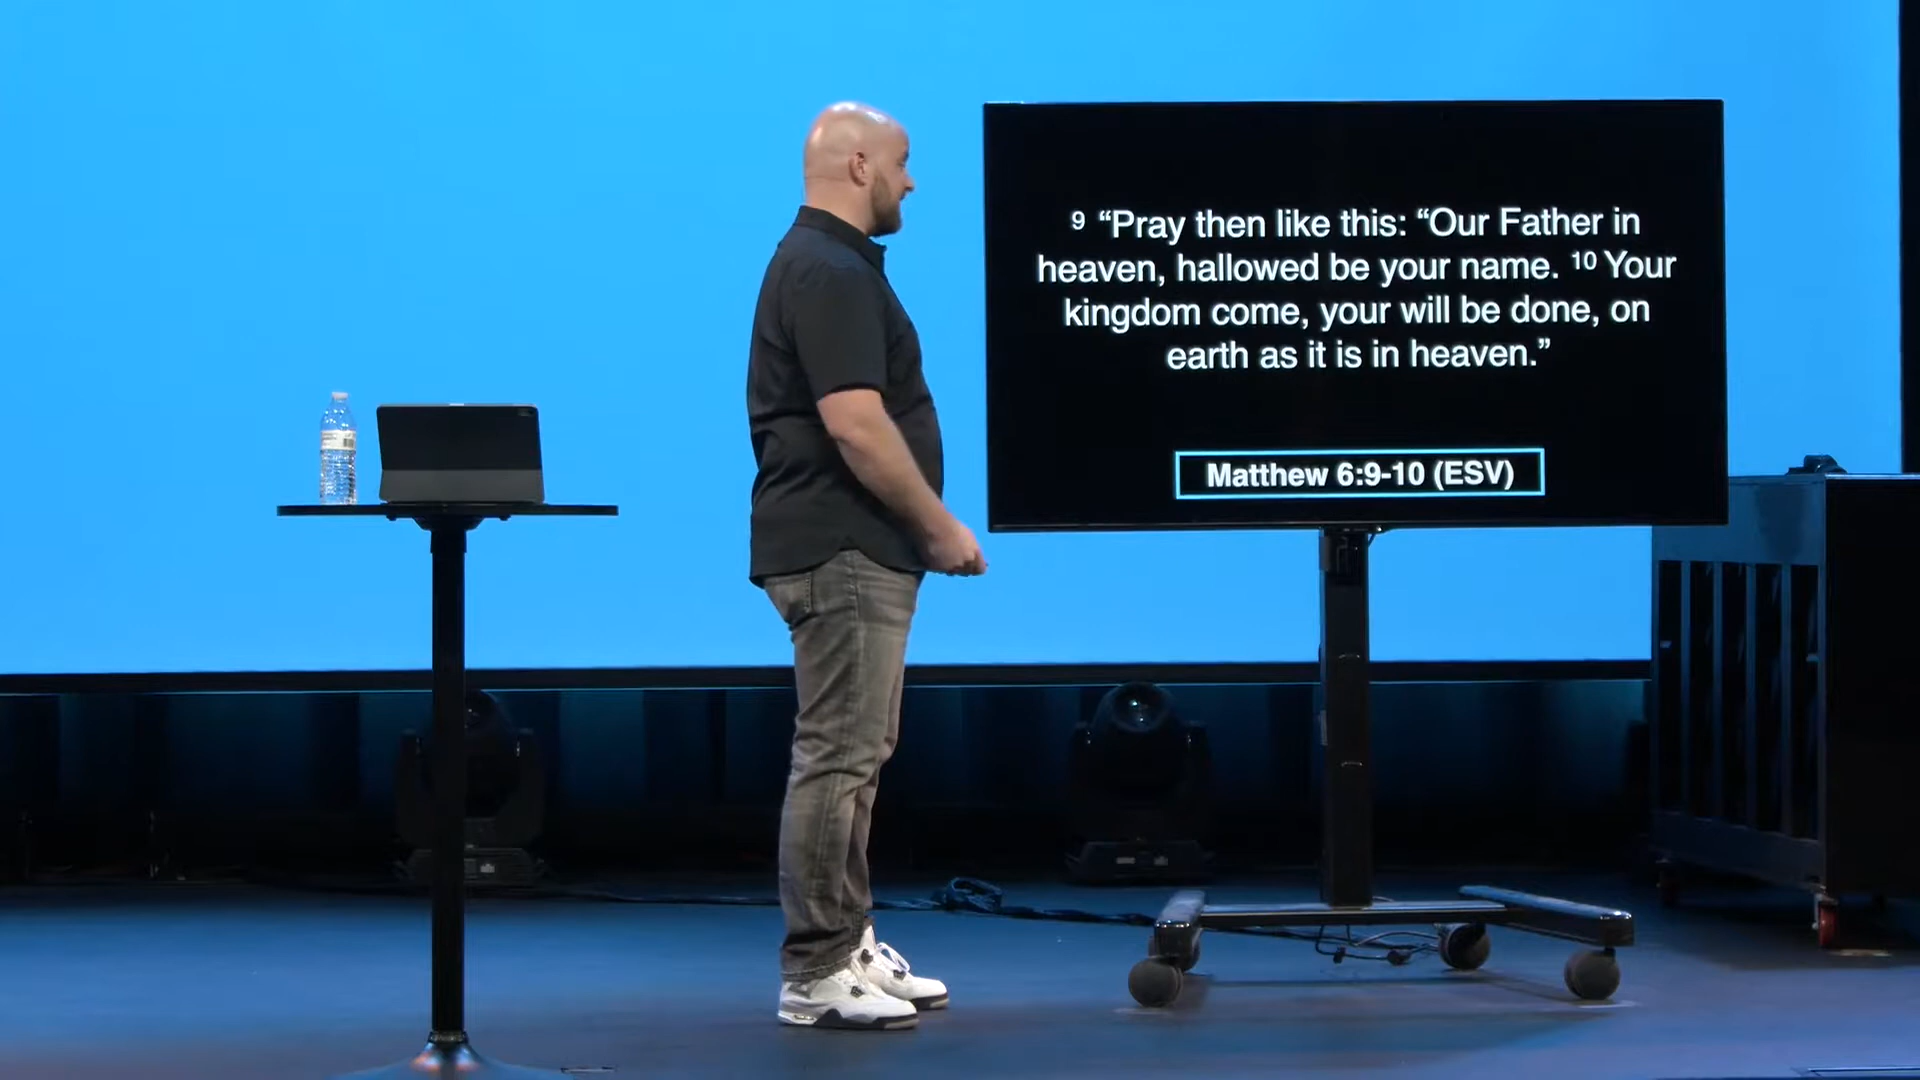 9 “Pray then like this: “Our Father in
heaven, hallowed be your name. 10 Your
kingdom come, your will be done, on
earth as it is in heaven.”
Matthew 6:9-10 (ESV)